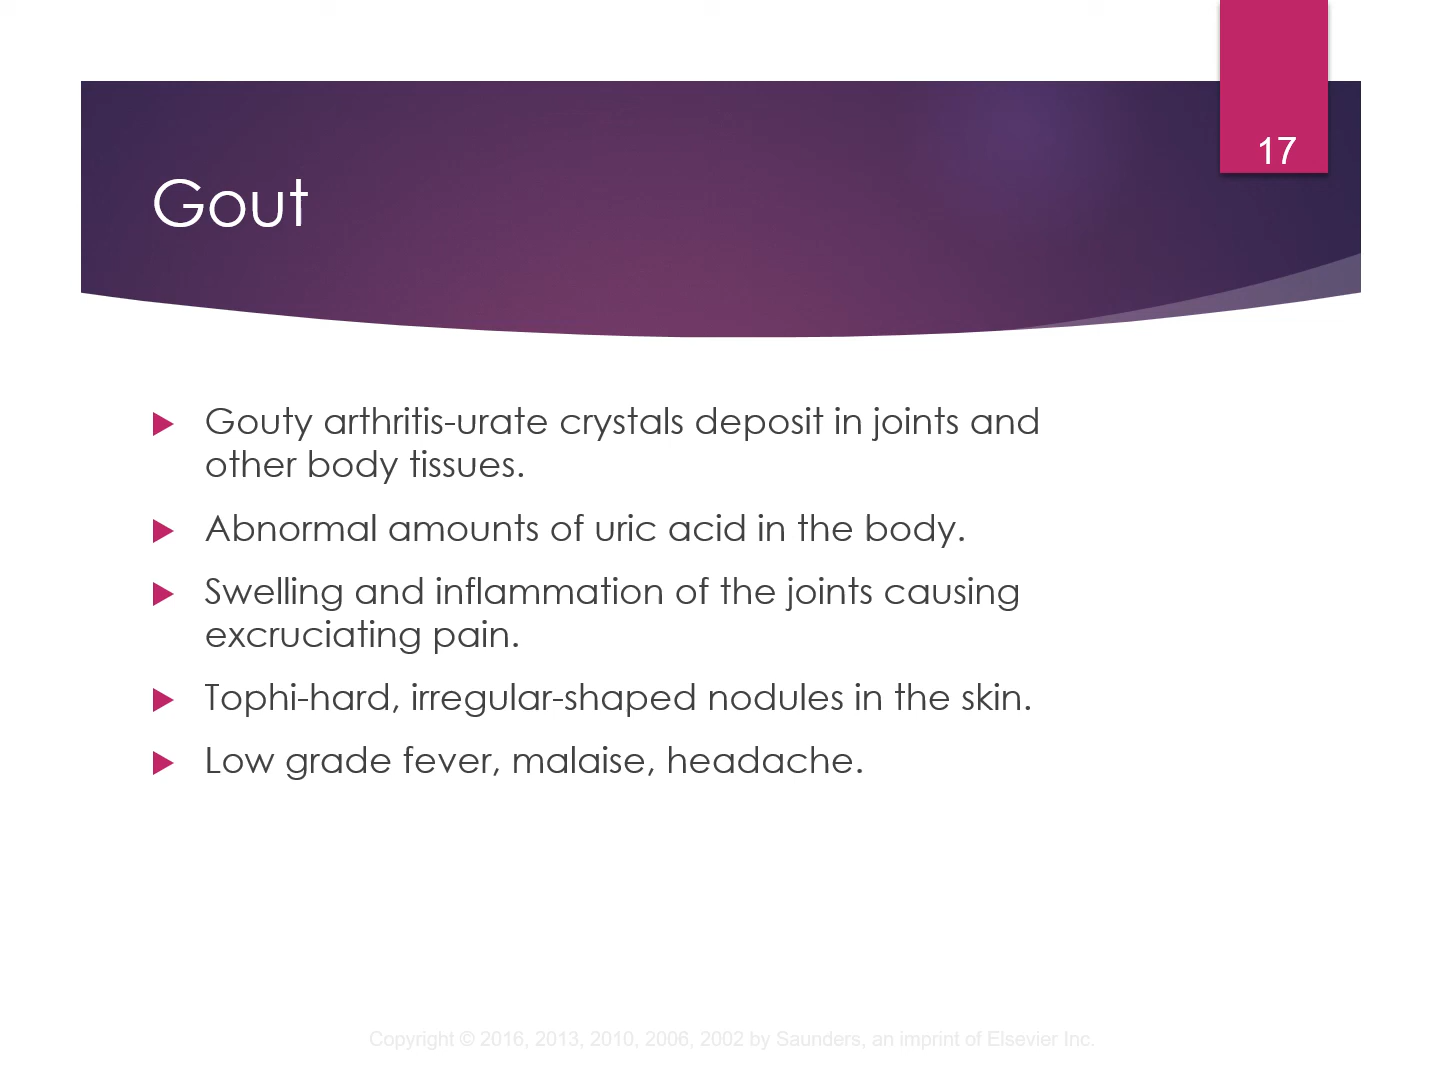 17
Gout
Gouty arthritis-urate crystals deposit in joints and
other body tissues.
Abnormal amounts of uric acid in the body.
Swelling and inflammation of the joints causing
excruciating pain.
Tophi-hard, irregular-shaped nodules in the skin.
Low grade fever, malaise, headache.
Copyright © 2016, 2013, 2010, 2006, 2002 by Saunders, an imprint of Elsevier Inc.